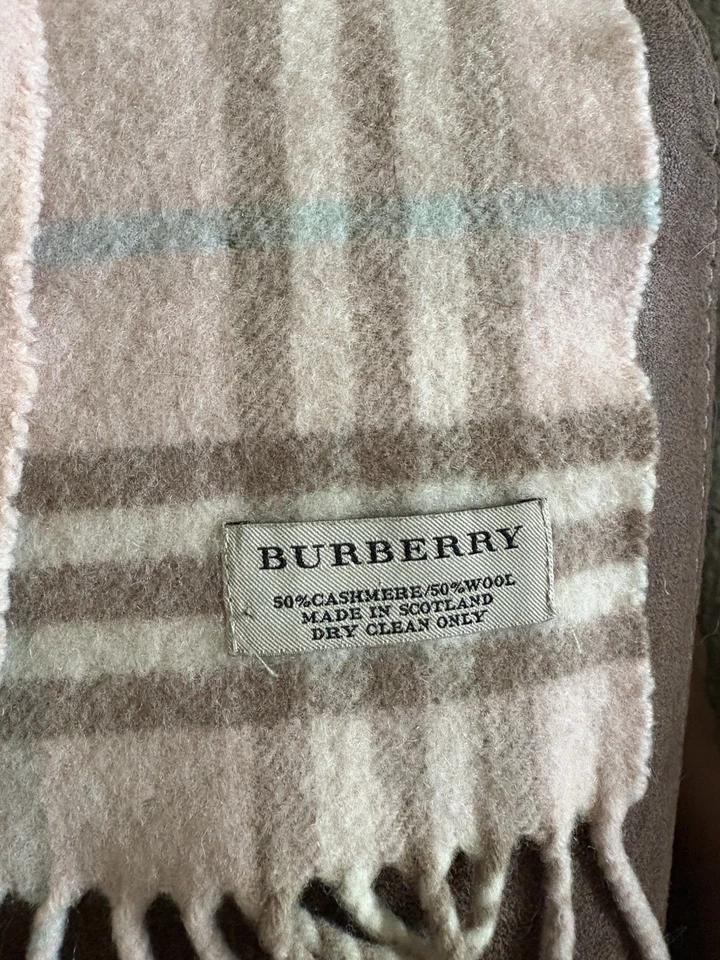 BURBERRY
50%CASHMERE/50%WOOL
MADE IN SCOTLAND
DRY CLEAN ONLY